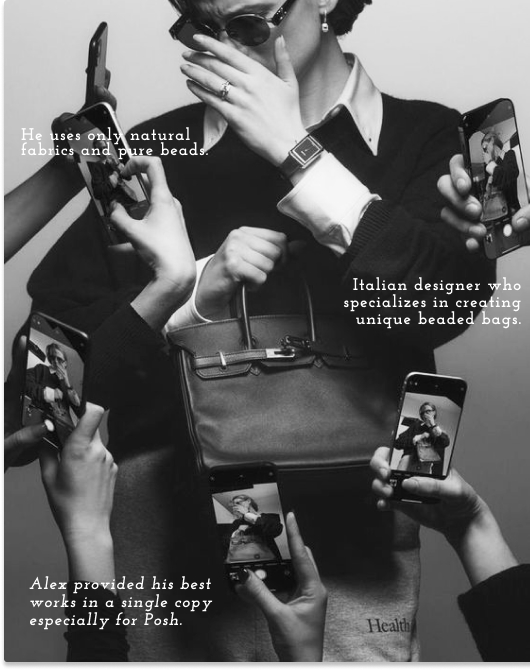 He uses only natural
fabrics and pure beads.
Italian designer who
specializes in creating
unique beaded bags.
Alex provided his best
works in a single copy
especially for Posh.
Health